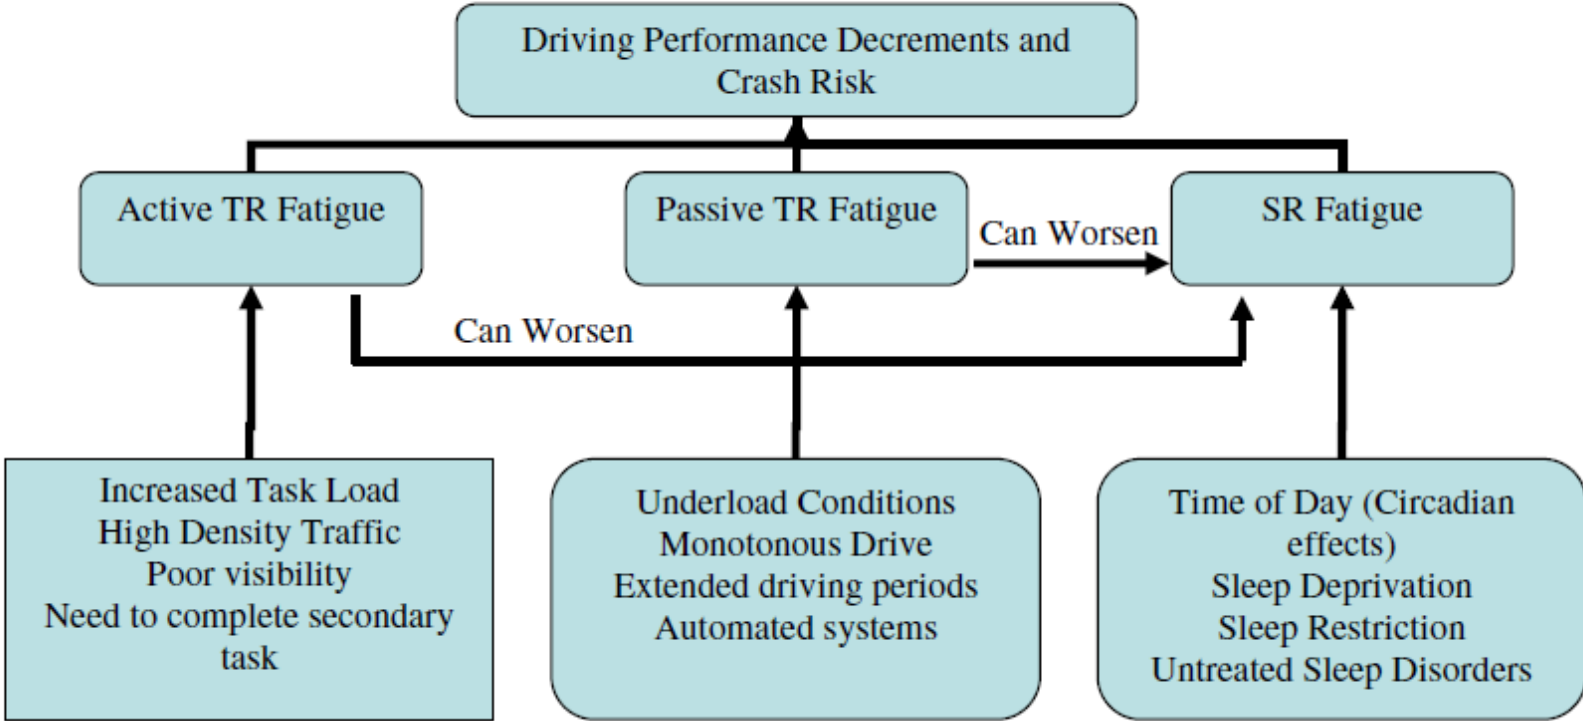 Driving Performance Decrements and
Crash Risk
Active TR Fatigue
Passive TR Fatigue
SR Fatigue
Can Worsen
Can Worsen
Increased Task Load
High Density Traffic
Poor visibility
Need to complete secondary
task
Underload Conditions
Monotonous Drive
Extended driving periods
Automated systems
Time of Day (Circadian
effects)
Sleep Deprivation
Sleep Restriction
Untreated Sleep Disorders